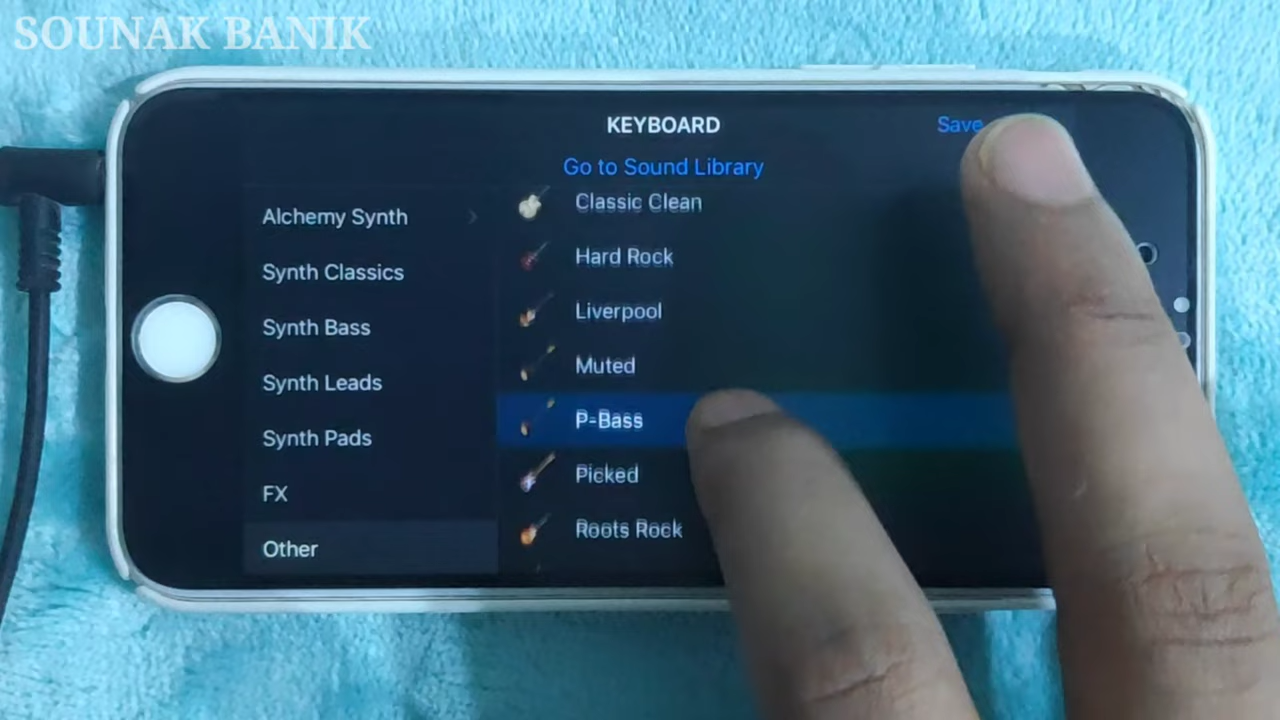 SOUNAK BANIK
KEYBOARD
Save
Go to Sound Library
Alchemy Synth
Synth Classics
Synth Bass
Synth Leads
Synth Pads
FX
Other
Classic Clean
Hard Rock
Liverpool
Muted
P-Bass
Picked
Roots Rock